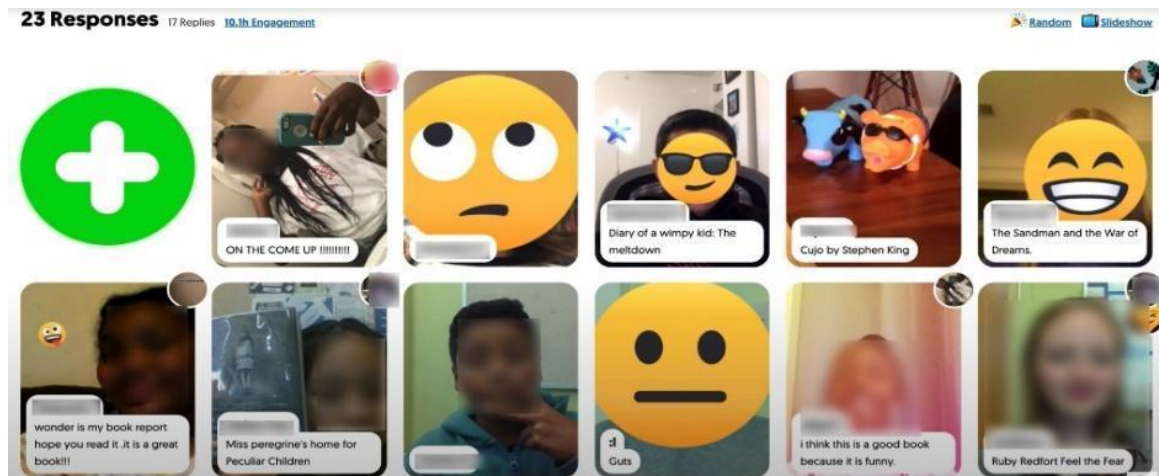 23 Responses 17 Replies 10.1h Engagement
Random Slideshow
ON THE COME UP !!!!!!!!!!!
Diary of a wimpy kid: The
meltdown
Cujo by Stephen King
The Sandman and the War of
Dreams.
wonder is my book report
hope you read it .it is a great
book!!!
Miss peregrine's home for
Peculiar Children
:l
Guts
i think this is a good book
because it is funny.
Ruby Redfort Feel the Fear